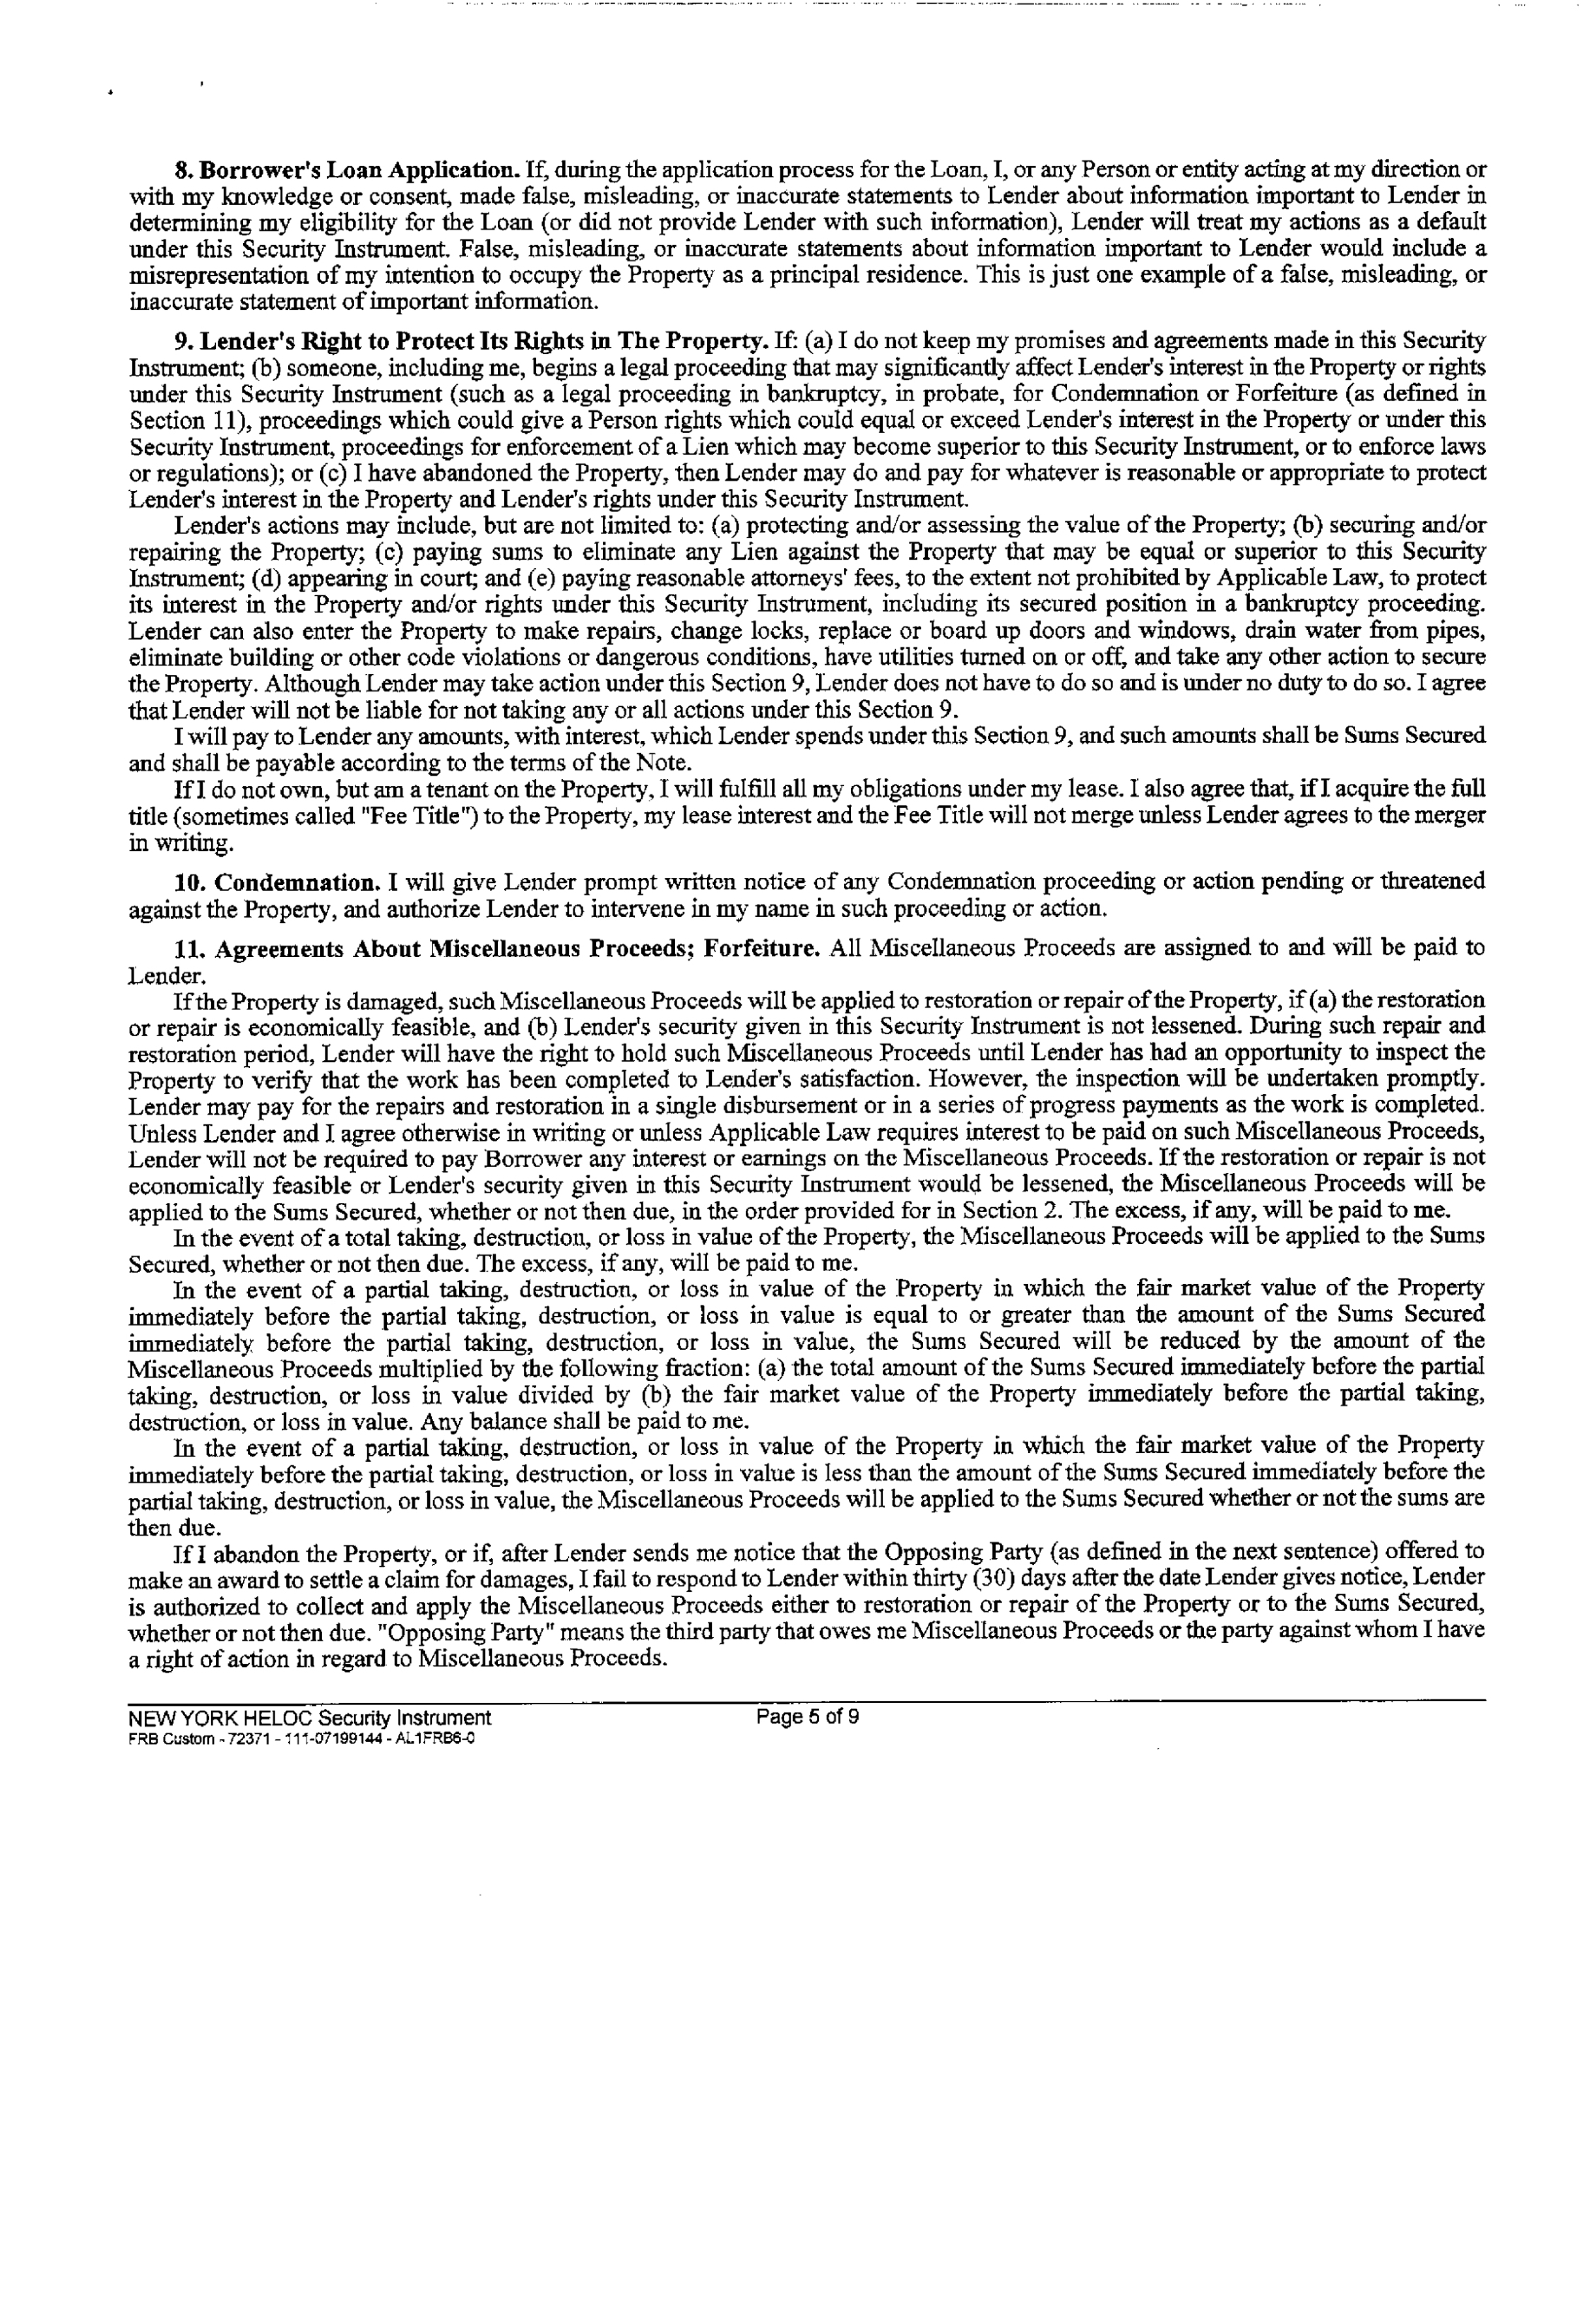 8. Borrower's Loan Application. If, during the application process for the Loan, I, or any Person or entity acting at my direction or
with my knowledge or consent, made false, misleading, or inaccurate statements to Lender about information important to Lender in
determining my eligibility for the Loan (or did not provide Lender with such information), Lender will treat my actions as a default
under this Security Instrument. False, misleading, or inaccurate statements about information important to Lender would include a
misrepresentation of my intention to occupy the Property as a principal residence. This is just one example of a false, misleading, or
inaccurate statement of important information.
9. Lender's Right to Protect Its Rights in The Property. If: (a) I do not keep my promises and agreements made in this Security
Instrument; (b) someone, including me, begins a legal proceeding that may significantly affect Lender's interest in the Property or rights
under this Security Instrument (such as a legal proceeding in bankruptcy, in probate, for Condemnation or Forfeiture (as defined in
Section 11), proceedings which could give a Person rights which could equal or exceed Lender's interest in the Property or under this
Security Instrument, proceedings for enforcement of a Lien which may become superior to this Security Instrument, or to enforce laws
or regulations); or (c) I have abandoned the Property, then Lender may do and pay for whatever is reasonable or appropriate to protect
Lender's interest in the Property and Lender's rights under this Security Instrument.
Lender's actions may include, but are not limited to: (a) protecting and/or assessing the value of the Property; (b) securing and/or
repairing the Property; (c) paying sums to eliminate any Lien against the Property that may be equal or superior to this Security
Instrument; (d) appearing in court; and (e) paying reasonable attorneys' fees, to the extent not prohibited by Applicable Law, to protect
its interest in the Property and/or rights under this Security Instrument, including its secured position in a bankruptcy proceeding.
Lender can also enter the Property to make repairs, change locks, replace or board up doors and windows, drain water from pipes,
eliminate building or other code violations or dangerous conditions, have utilities turned on or off, and take any other action to secure
the Property. Although Lender may take action under this Section 9, Lender does not have to do so and is under no duty to do so. I agree
that Lender will not be liable for not taking any or all actions under this Section 9.
I will pay to Lender any amounts, with interest, which Lender spends under this Section 9, and such amounts shall be Sums Secured
and shall be payable according to the terms of the Note.
If I do not own, but am a tenant on the Property, I will fulfill all my obligations under my lease. I also agree that, if I acquire the full
title (sometimes called "Fee Title") to the Property, my lease interest and the Fee Title will not merge unless Lender agrees to the merger
in writing.
10. Condemnation. I will give Lender prompt written notice of any Condemnation proceeding or action pending or threatened
against the Property, and authorize Lender to intervene in my name in such proceeding or action.
11. Agreements About Miscellaneous Proceeds; Forfeiture. All Miscellaneous Proceeds are assigned to and will be paid to
Lender.
If the Property is damaged, such Miscellaneous Proceeds will be applied to restoration or repair of the Property, if (a) the restoration
or repair is economically feasible, and (b) Lender's security given in this Security Instrument is not lessened. During such repair and
restoration period, Lender will have the right to hold such Miscellaneous Proceeds until Lender has had an opportunity to inspect the
Property to verify that the work has been completed to Lender's satisfaction. However, the inspection will be undertaken promptly.
Lender may pay for the repairs and restoration in a single disbursement or in a series of progress payments as the work is completed.
Unless Lender and I agree otherwise in writing or unless Applicable Law requires interest to be paid on such Miscellaneous Proceeds,
Lender will not be required to pay Borrower any interest or earnings on the Miscellaneous Proceeds. If the restoration or repair is not
economically feasible or Lender's security given in this Security Instrument would be lessened, the Miscellaneous Proceeds will be
applied to the Sums Secured, whether or not then due, in the order provided for in Section 2. The excess, if any, will be paid to me.
In the event of a total taking, destruction, or loss in value of the Property, the Miscellaneous Proceeds will be applied to the Sums
Secured, whether or not then due. The excess, if any, will be paid to me.
In the event of a partial taking, destruction, or loss in value of the Property in which the fair market value of the Property
immediately before the partial taking, destruction, or loss in value is equal to or greater than the amount of the Sums Secured
immediately before the partial taking, destruction, or loss in value, the Sums Secured will be reduced by the amount of the
Miscellaneous Proceeds multiplied by the following fraction: (a) the total amount of the Sums Secured immediately before the partial
taking, destruction, or loss in value divided by (b) the fair market value of the Property immediately before the partial taking,
destruction, or loss in value. Any balance shall be paid to me.
In the event of a partial taking, destruction, or loss in value of the Property in which the fair market value of the Property
immediately before the partial taking, destruction, or loss in value is less than the amount of the Sums Secured immediately before the
partial taking, destruction, or loss in value, the Miscellaneous Proceeds will be applied to the Sums Secured whether or not the sums are
then due.
If I abandon the Property, or if, after Lender sends me notice that the Opposing Party (as defined in the next sentence) offered to
make an award to settle a claim for damages, I fail to respond to Lender within thirty (30) days after the date Lender gives notice, Lender
is authorized to collect and apply the Miscellaneous Proceeds either to restoration or repair of the Property or to the Sums Secured,
whether or not then due. "Opposing Party" means the third party that owes me Miscellaneous Proceeds or the party against whom I have
a right of action in regard to Miscellaneous Proceeds.
NEW YORK HELOC Security Instrument Page 5 of 9
FRB Custom - 72371 - 111-07199144 - AL1FRB6-0